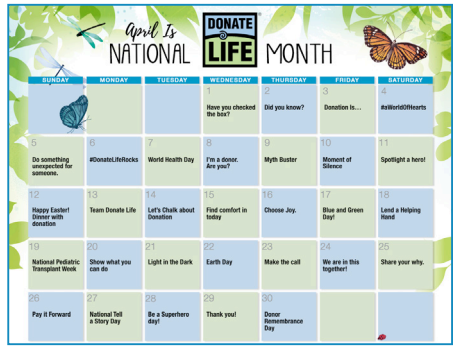 April Is
NATIONAL DONATE LIFE MONTH
SUNDAY MONDAY TUESDAY WEDNESDAY THURSDAY FRIDAY SATURDAY
1 2 3 4
Have you checked the box?
Did you know?
Donation Is…
#aWorldOfHearts
5 6 7 8 9 10 11
Do something unexpected for someone.
#DonateLifeRocks
World Health Day
I'm a donor. Are you?
Myth Buster
Moment of Silence
Spotlight a hero!
12 13 14 15 16 17 18
Happy Easter! Dinner with donation
Team Donate Life
Let's Chalk about Donation
Find comfort in today
Choose Joy.
Blue and Green Day!
Lend a Helping Hand
19 20 21 22 23 24 25
National Pediatric Transplant Week
Show what you can do
Light in the Dark
Earth Day
Make the call
We are in this together!
Share your why.
26 27 28 29 30
Pay it Forward
National Tell a Story Day
Be a Superhero day!
Thank you!
Donor Remembrance Day